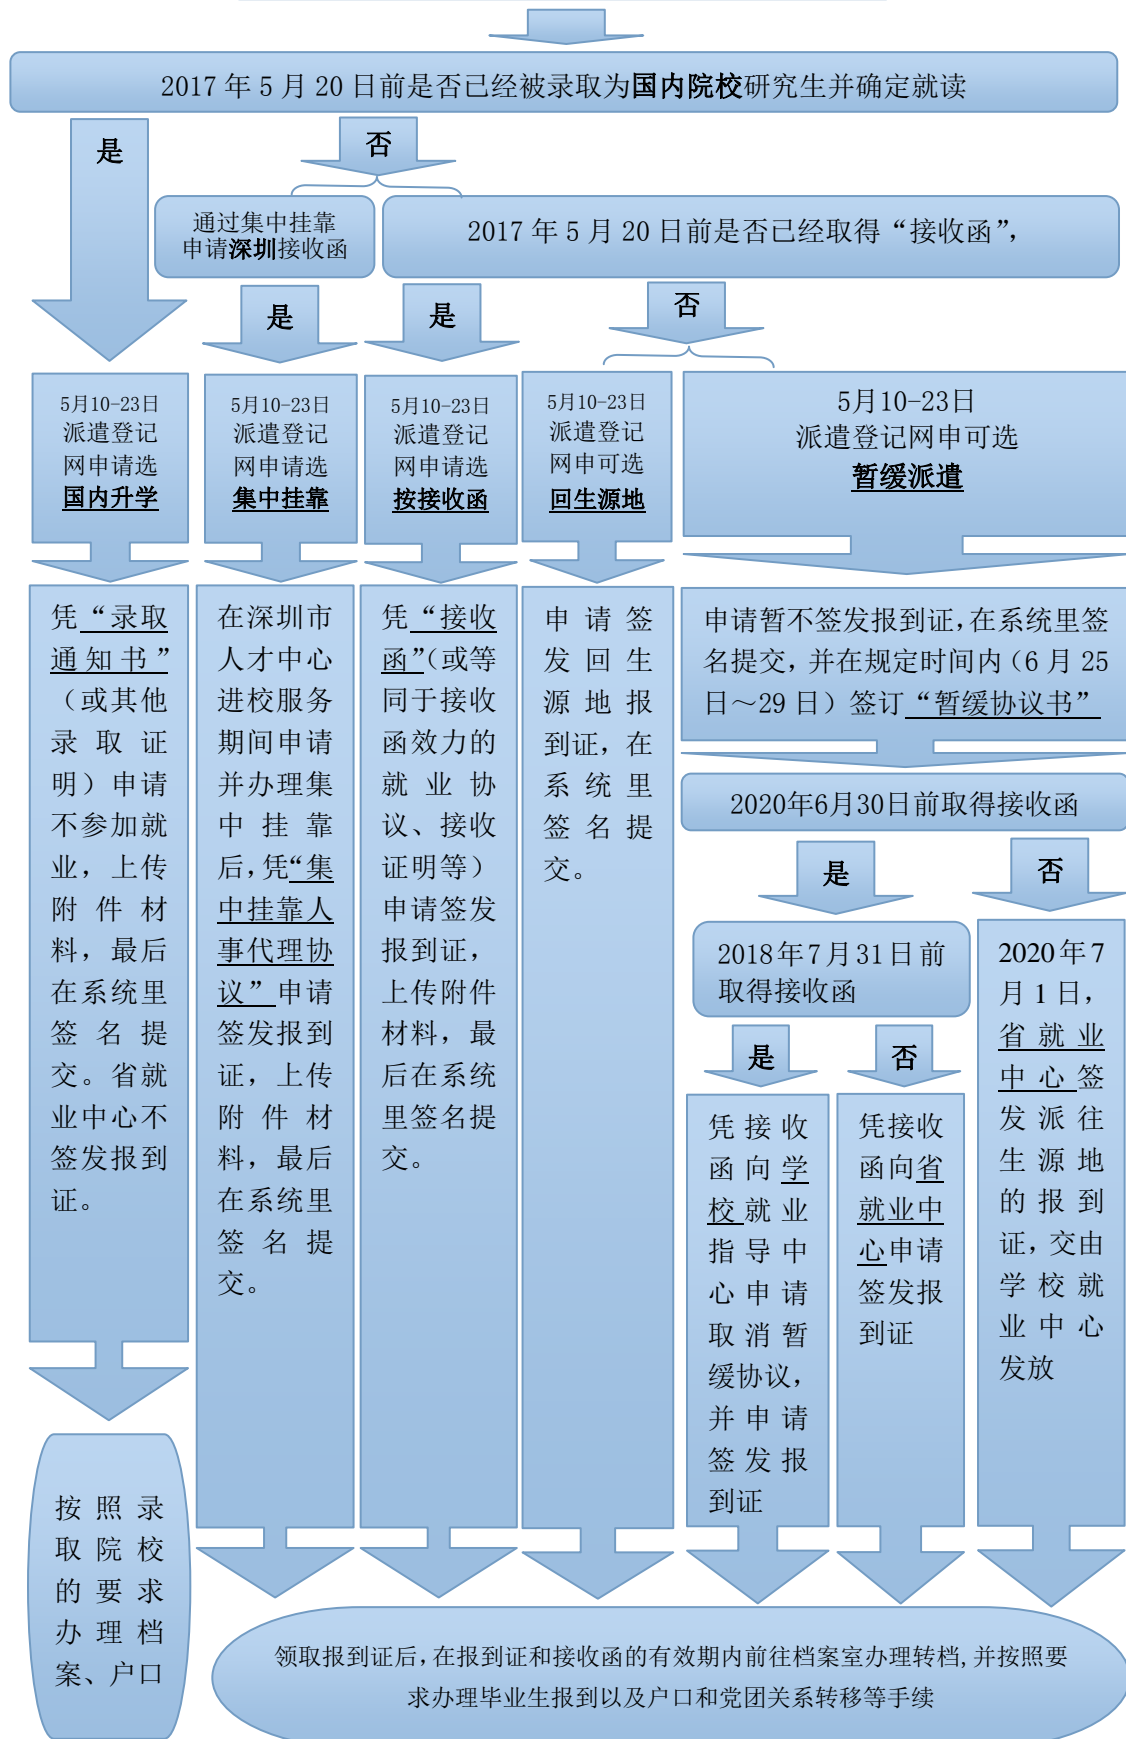 2017 年 5 月 20 日前是否已经被录取为国内院校研究生并确定就读
是
否
通过集中挂靠
申请深圳接收函
2017 年 5 月 20 日前是否已经取得“接收函”，
是
是
否
5月10-23日
派遣登记
网申请选
国内升学
5月10-23日
派遣登记
网申请选
集中挂靠
5月10-23日
派遣登记
网申请选
按接收函
5月10-23日
派遣登记
网申可选
回生源地
5月10-23日
派遣登记网申可选
暂缓派遣
凭“录取
通知书”
（或其他
录取证
明）申请
不参加就
业，上传
附件材
料，最后
在系统里
签名提
交。省就
业中心不
签发报到
证。
在深圳市
人才中心
进校服务
期间申请
并办理集
中挂靠
后，凭“集
中挂靠人
事代理协
议”申请
签发报到
证，上传
附件材
料，最后
在系统里
签名提
交。
凭“接收
函”（或等
同于接收
函效力的
就业协
议、接收
证明等）
申请签发
报到证，
上传附件
材料，最
后在系统
里签名提
交。
申请签
发回生
源地报
到证，在
系统里
签名提
交。
申请暂不签发报到证，在系统里签
名提交，并在规定时间内（6 月 25
日～29 日）签订“暂缓协议书”
2020年6月30日前取得接收函
是
否
2018年7月31日前
取得接收函
是
否
凭接收
函向学
校就业
指导中
心申请
取消暂
缓协议，
并申请
签发报
到证
凭接收
函向省
就业中
心申请
签发报
到证
2020年7
月1日，
省就业
中心签
发派往
生源地
的报到
证，交由
学校就
业中心
发放
按照录
取院校
的要求
办理档
案、户口
领取报到证后，在报到证和接收函的有效期内前往档案室办理转档,并按照要
求办理毕业生报到以及户口和党团关系转移等手续